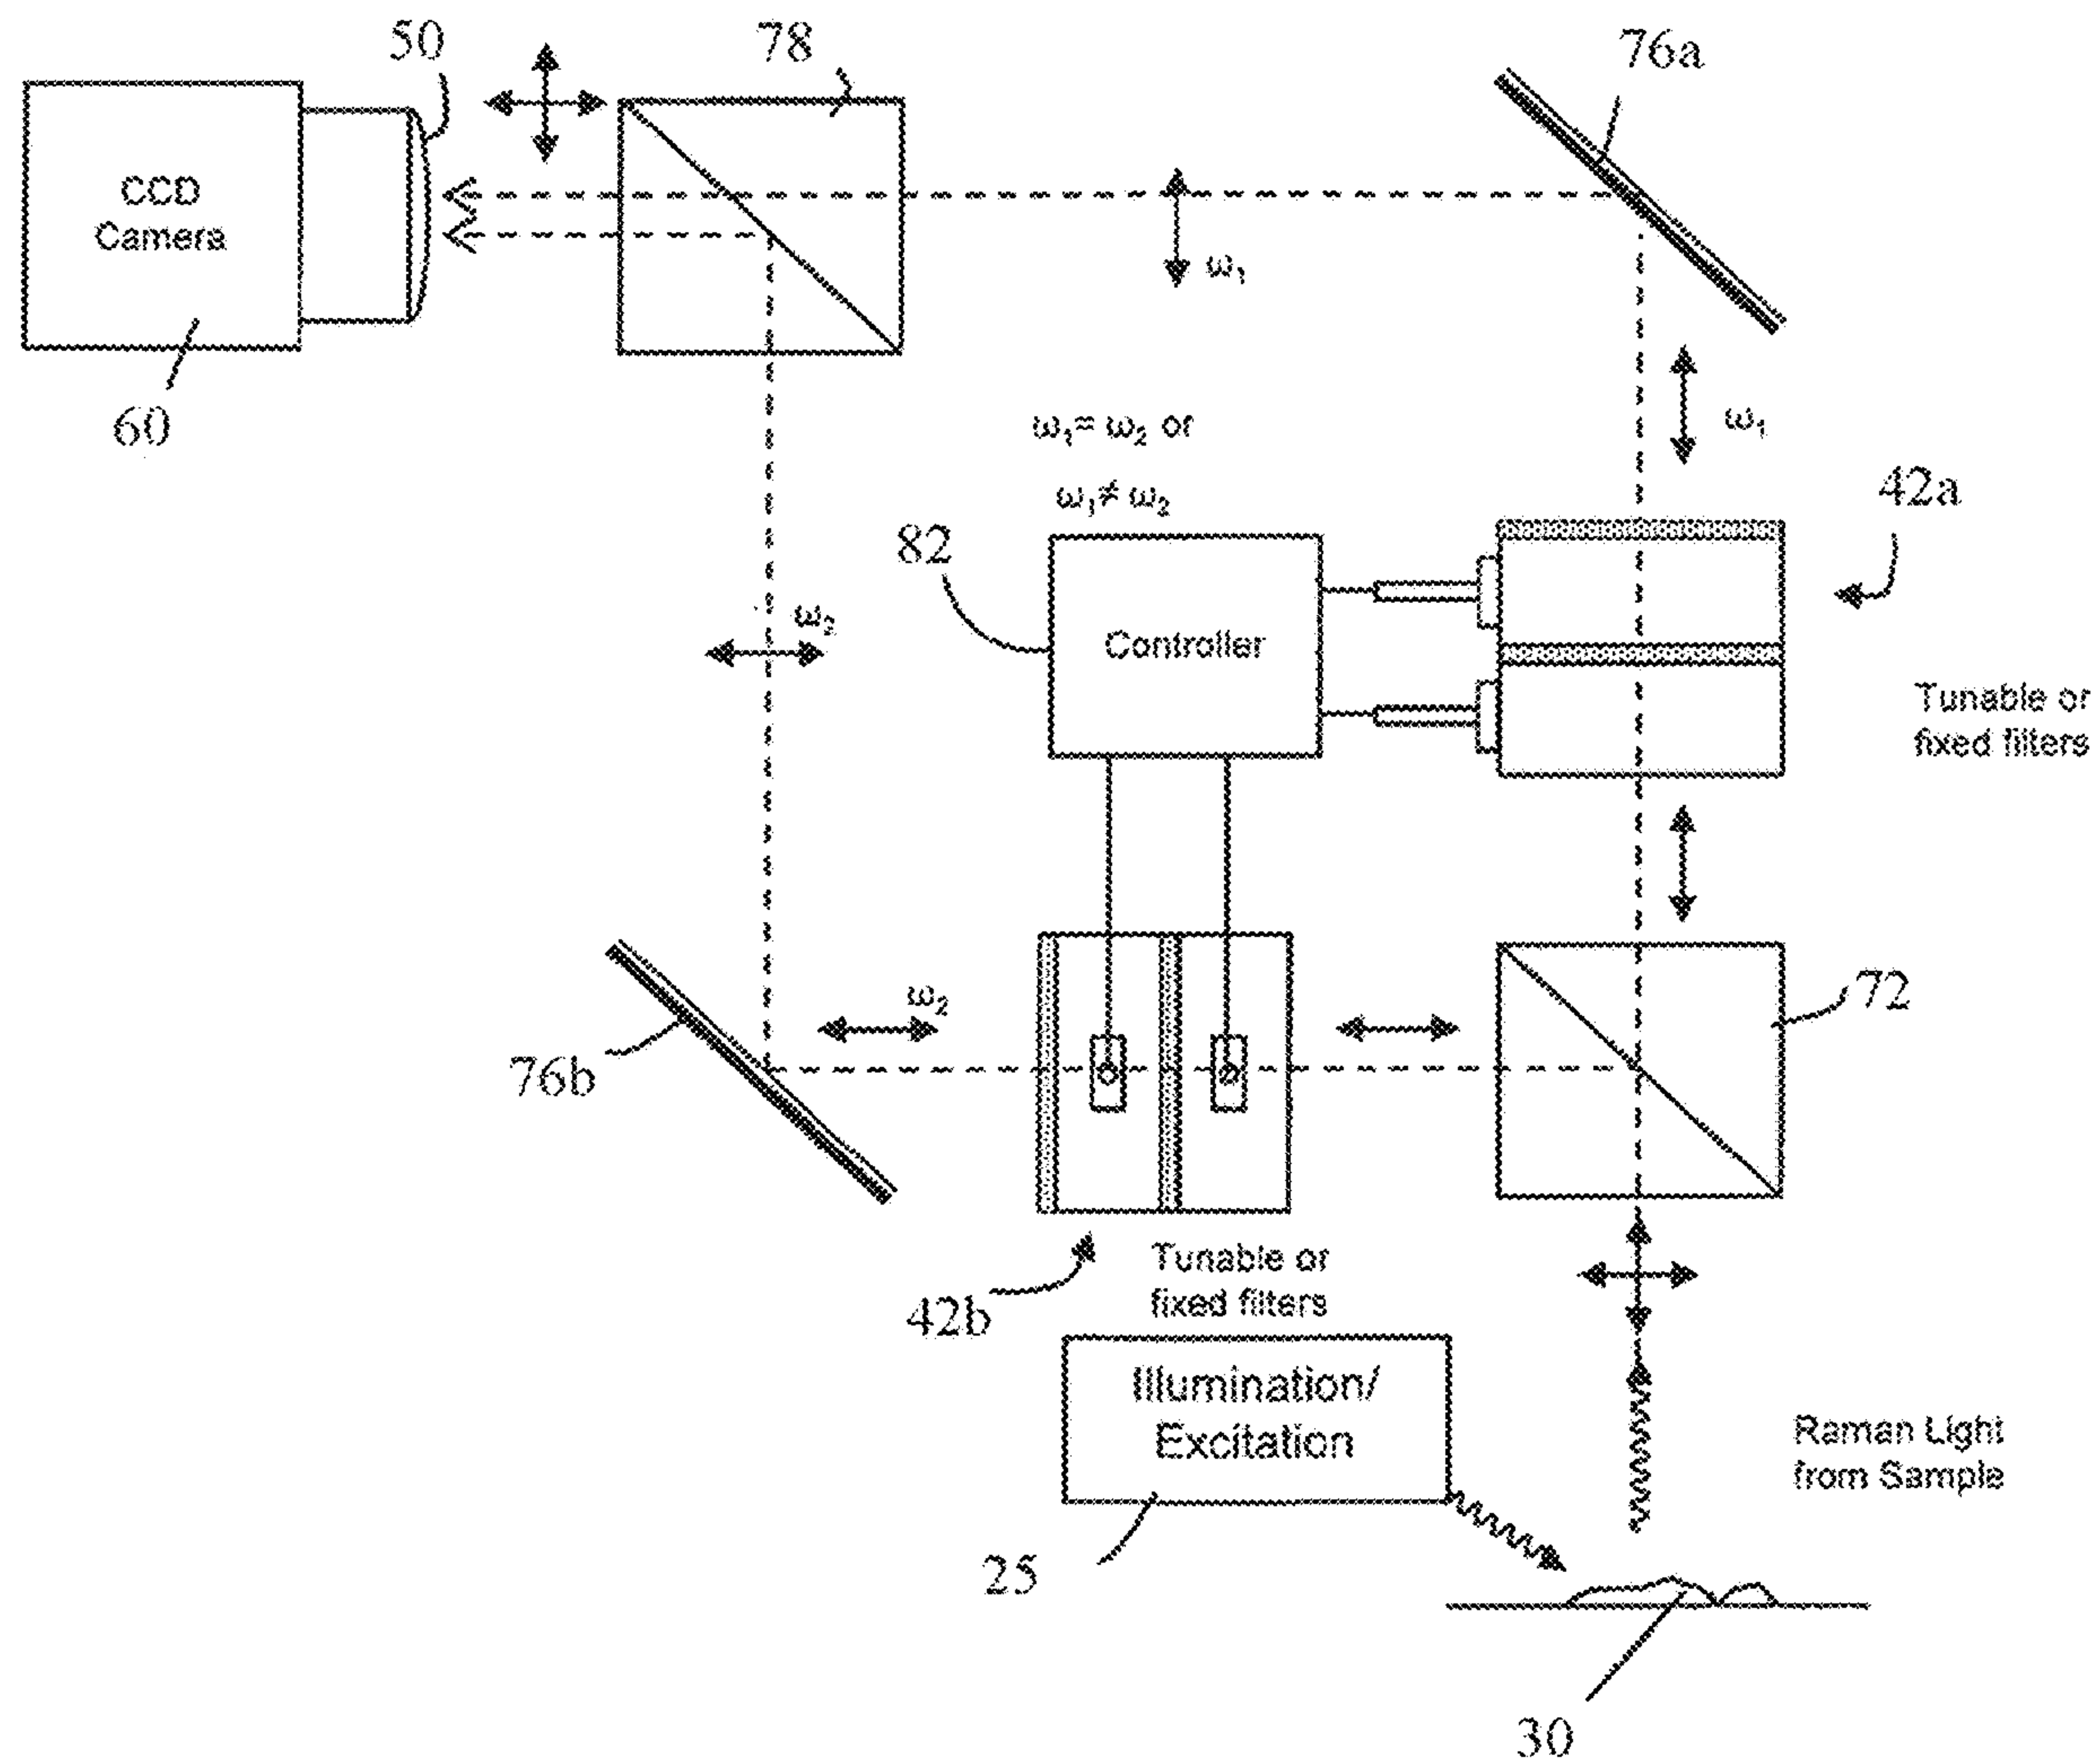 50
78
76a
CCD
Camera
ω₁
60
ω₁= ω₂ or
ω₁≠ ω₂
ω₁
42a
82
Controller
ω₂
Tunable or
fixed filters
ω₂
76b
72
42b
Tunable or
fixed filters
Illumination/
Excitation
25
Raman Light
from Sample
30